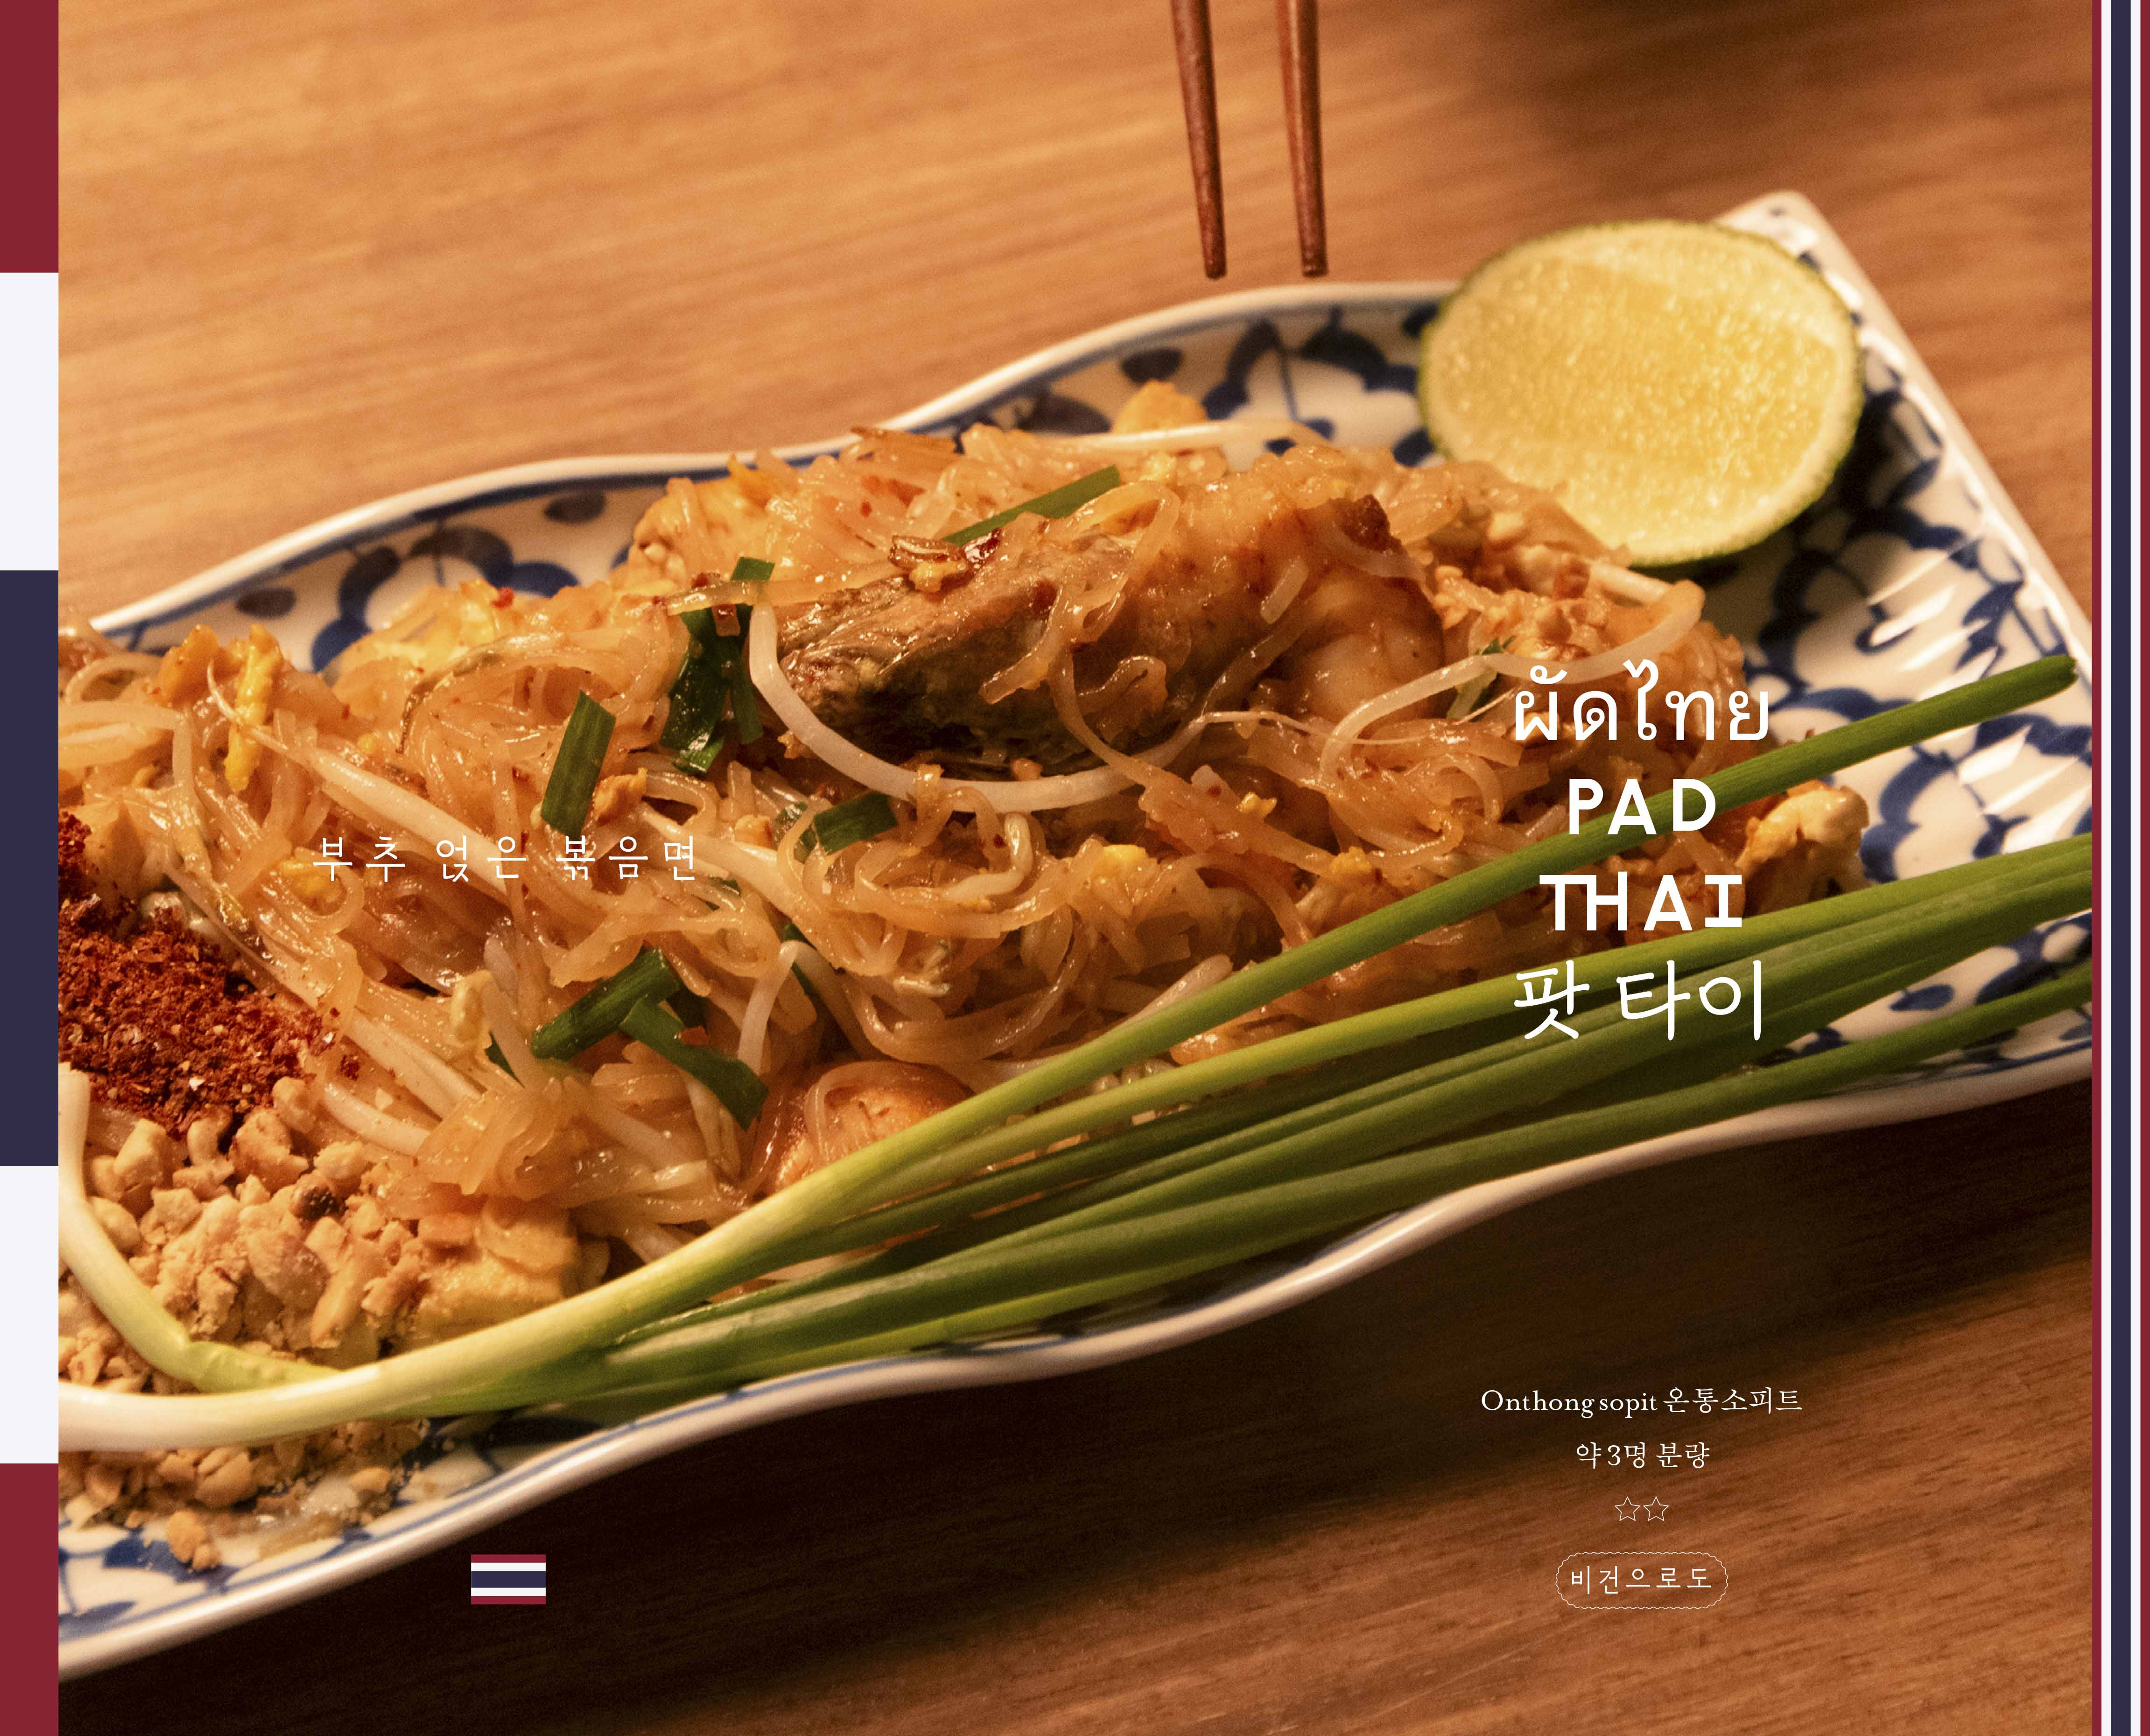 부추 얹은 볶음면
ผัดไทย
PAD
THAI
팟 타이
Onthong sopit 온통소피트
약 3명 분량
☆☆
비건으로도